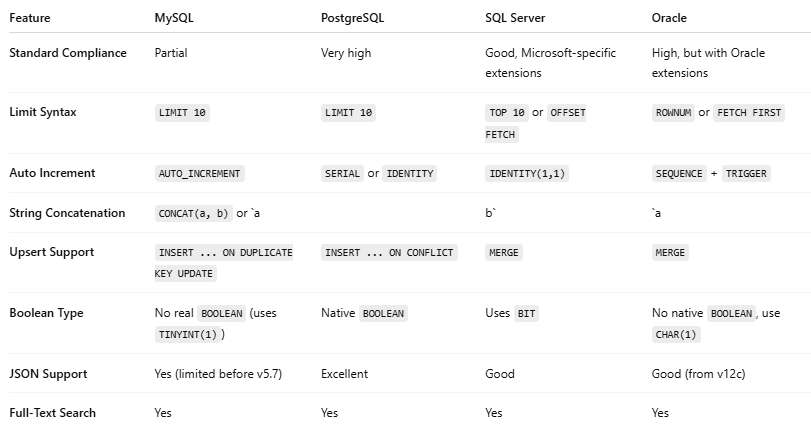 Feature MySQL PostgreSQL SQL Server Oracle
Standard Compliance Partial Very high Good, Microsoft-specific High, but with Oracle
extensions extensions
Limit Syntax LIMIT 10 LIMIT 10 TOP 10 or OFFSET ROWNUM or FETCH FIRST
FETCH
Auto Increment AUTO_INCREMENT SERIAL or IDENTITY IDENTITY(1,1) SEQUENCE + TRIGGER
String Concatenation CONCAT(a, b) or `a b` `a
Upsert Support INSERT ... ON DUPLICATE INSERT ... ON CONFLICT MERGE MERGE
KEY UPDATE
Boolean Type No real BOOLEAN (uses Native BOOLEAN Uses BIT No native BOOLEAN, use
TINYINT(1)) CHAR(1)
JSON Support Yes (limited before v5.7) Excellent Good Good (from v12c)
Full-Text Search Yes Yes Yes Yes